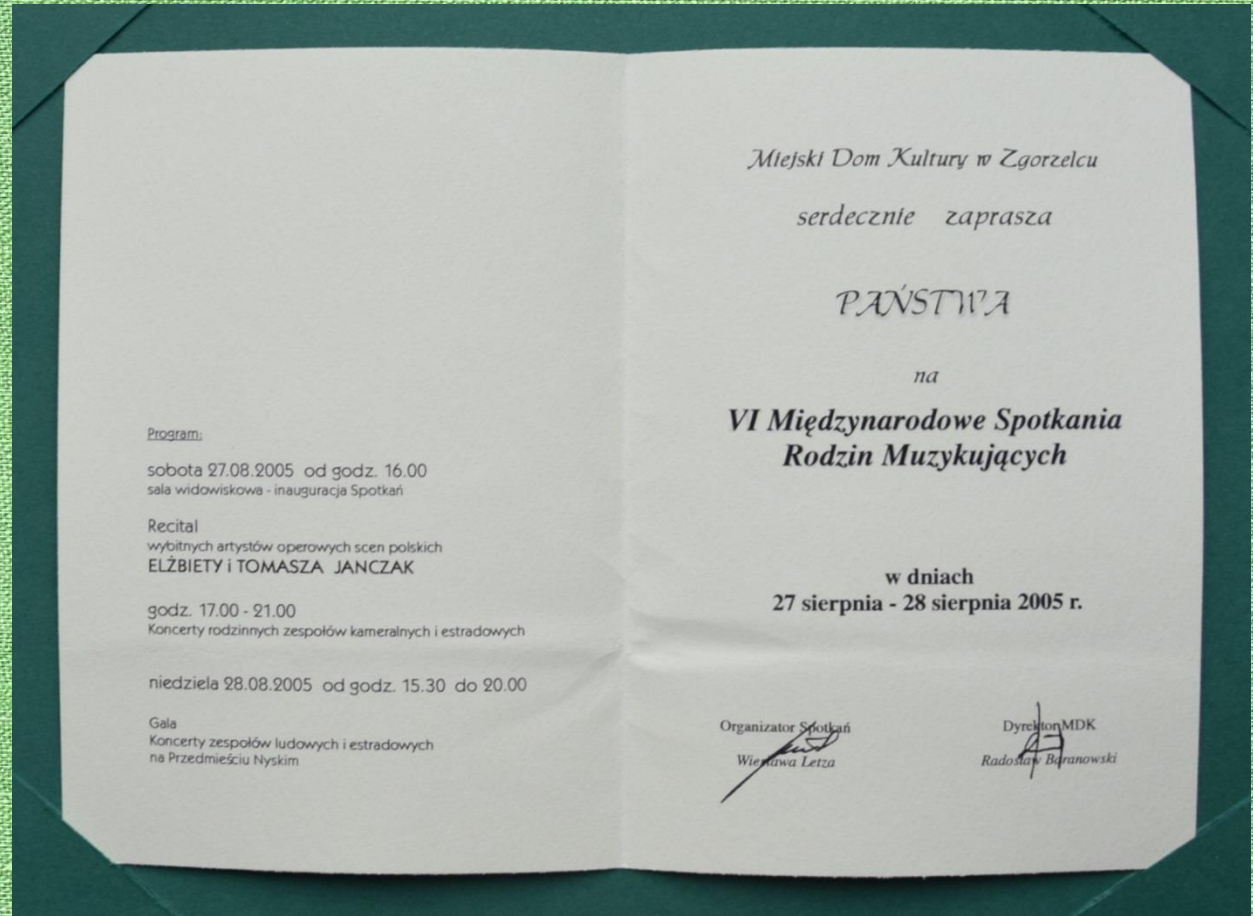 Program:
sobota 27.08.2005 od godz. 16.00
sala widowiskowa - inauguracja Spotkań
Recital
wybitnych artystów operowych scen polskich
ELŻBIETY i TOMASZA JANCZAK
godz. 17.00 - 21.00
Koncerty rodzinnych zespołów kameralnych i estradowych
niedziela 28.08.2005 od godz. 15.30 do 20.00
Gala
Koncerty zespołów ludowych i estradowych
na Przedmieściu Nyskim
Miejski Dom Kultury w Zgorzelcu
serdecznie zaprasza
PAŃSTWA
na
VI Międzynarodowe Spotkania
Rodzin Muzykujących
w dniach
27 sierpnia - 28 sierpnia 2005 r.
Organizator Spotkań
Wiesława Letza
Dyrektor MDK
Radosław Baranowski